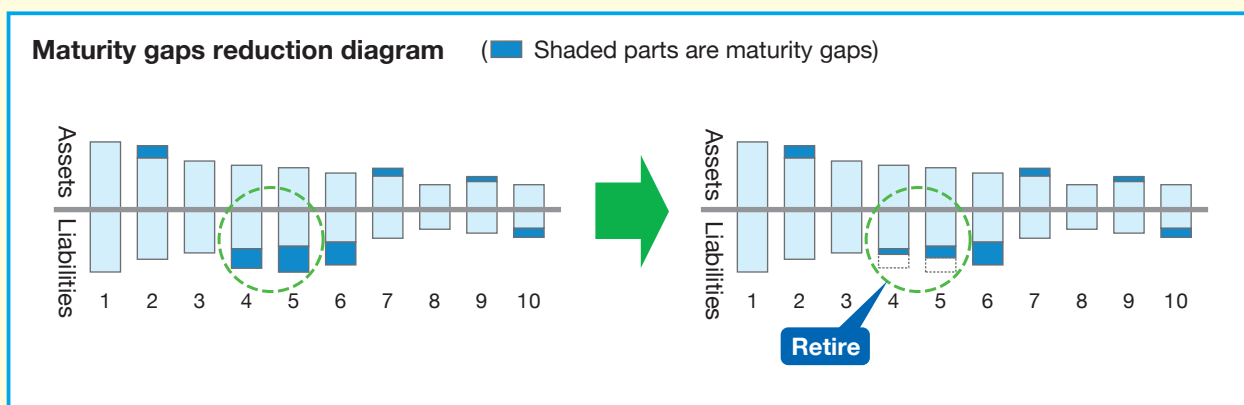 Maturity gaps reduction diagram ( Shaded parts are maturity gaps)
Assets
Liabilities
1 2 3 4 5 6 7 8 9 10
Assets
Liabilities
1 2 3 4 5 6 7 8 9 10
Retire